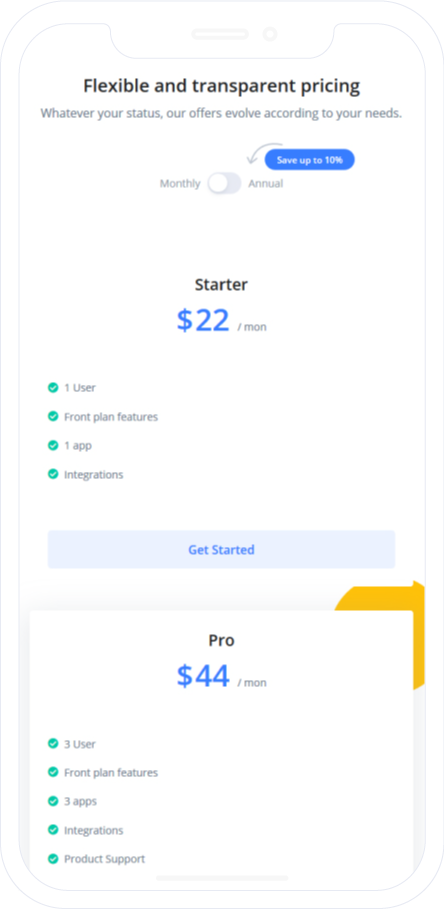 Flexible and transparent pricing
Whatever your status, our offers evolve according to your needs.
Save up to 10%
Monthly Annual
Starter
$22 / mon
1 User
Front plan features
1 app
Integrations
Get Started
Pro
$44 / mon
3 User
Front plan features
3 apps
Integrations
Product Support